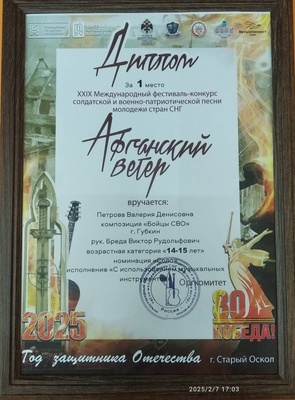 Диплом
За 1 место
XXIX Международный фестиваль-конкурс
солдатской и военно-патриотической песни
молодежи стран СНГ
Афганский
ветер
вручается:
Петрова Валерия Денисовна
композиция «Бойцы СВО»
г. Губкин
рук. Бреда Виктор Рудольфович
возрастная категория «14-15 лет»
номинация «Соло»
исполнение «С использованием музыкальных
инструментов»
Оргкомитет
Россия
2025
80
ПОБЕДА!
Год защитника Отечества г. Старый Оскол
2025/2/7 17:03